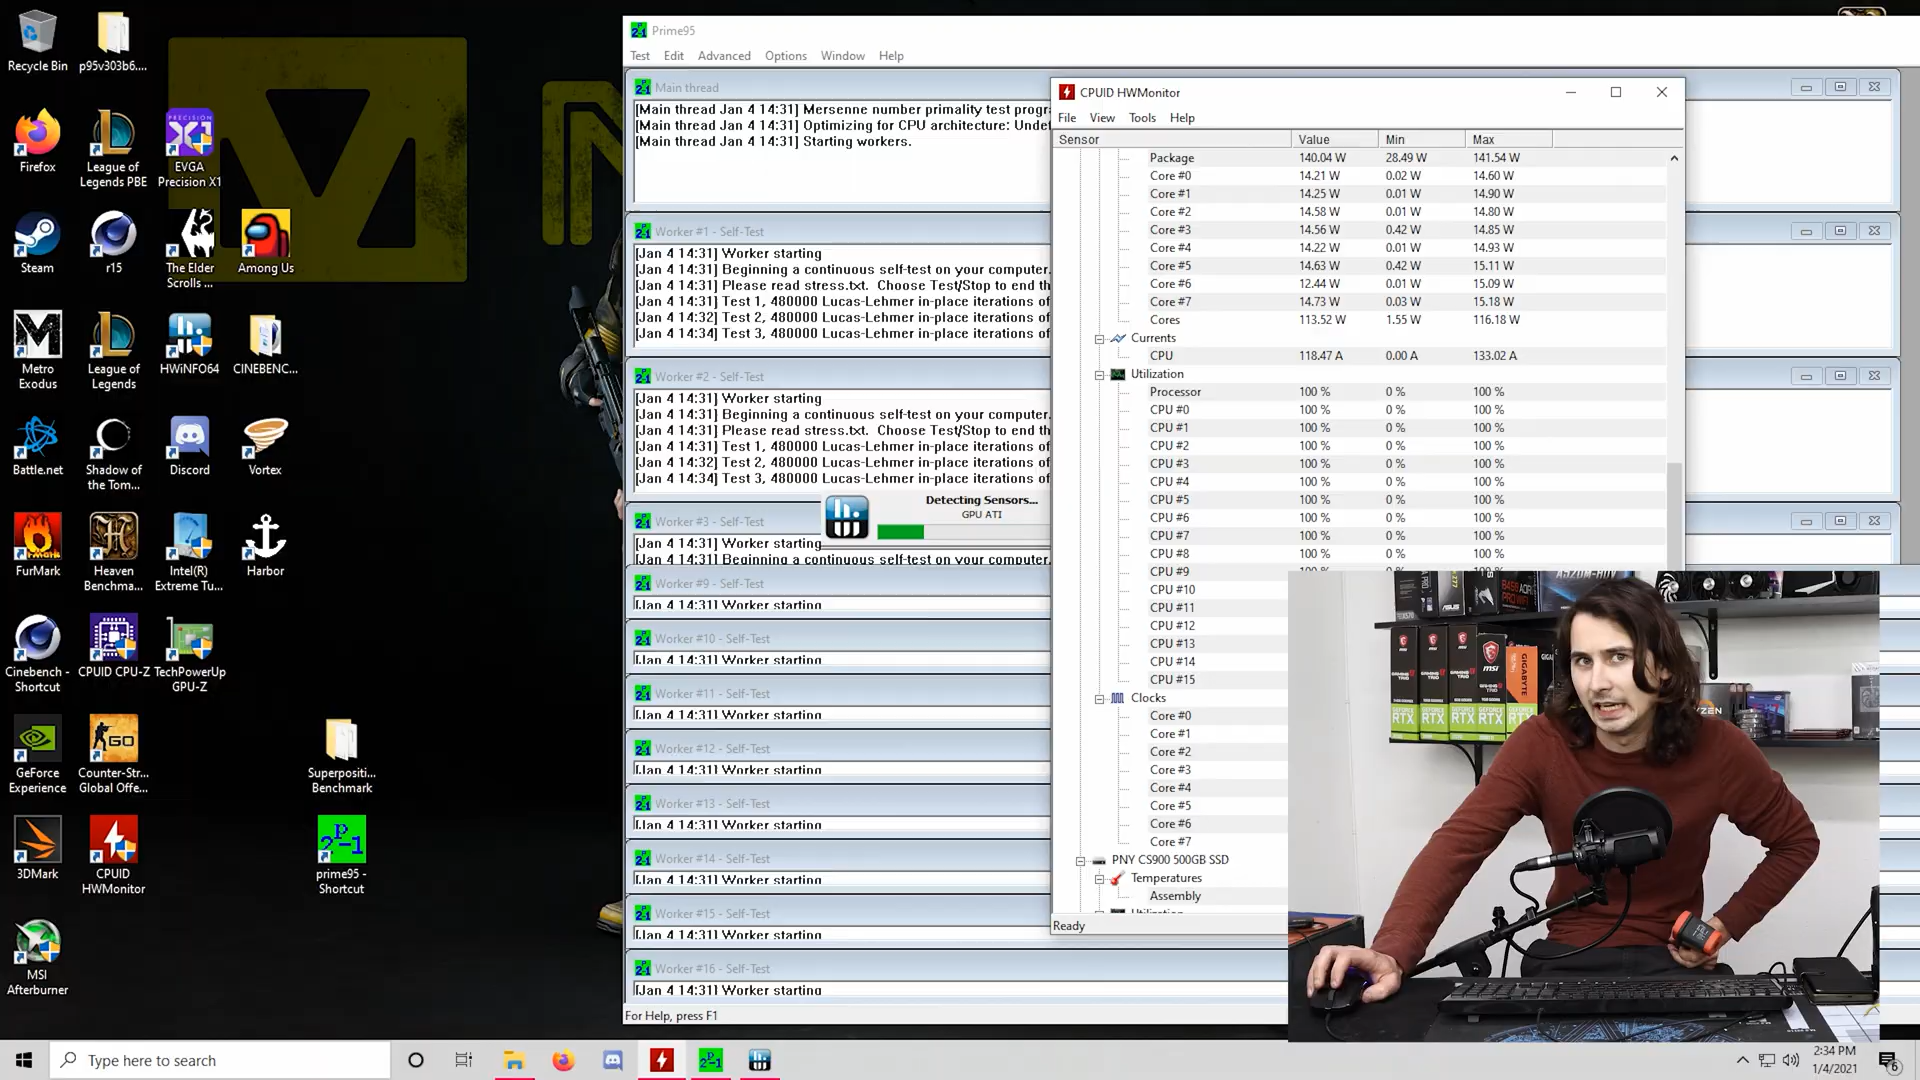 Recycle Bin
p95v303b6....
Firefox
League of
Legends PBE
PRECISION
X1
EVGA
Precision X1
Steam
r15
The Elder
Scrolls ...
Among Us
Metro
Exodus
League of
Legends
HWiNFO64
CINEBENC...
Battle.net
Shadow of
the Tom...
Discord
Vortex
FurMark
Heaven
Benchma...
Intel(R)
Extreme Tu...
Harbor
Cinebench -
Shortcut
CPUID CPU-Z
TechPowerUp
GPU-Z
GeForce
Experience
Counter-Str...
Global Offe...
Superpositi...
Benchmark
3DMark
CPUID
HWMonitor
prime95 -
Shortcut
MSI
Afterburner
Prime95
Test Edit Advanced Options Window Help
Main thread
[Main thread Jan 4 14:31] Mersenne number primality test progr
[Main thread Jan 4 14:31] Optimizing for CPU architecture: Undef
[Main thread Jan 4 14:31] Starting workers.
Worker #1 - Self-Test
[Jan 4 14:31] Worker starting
[Jan 4 14:31] Beginning a continuous self-test on your computer.
[Jan 4 14:31] Please read stress.txt. Choose Test/Stop to end th
[Jan 4 14:31] Test 1, 480000 Lucas-Lehmer in-place iterations of
[Jan 4 14:32] Test 2, 480000 Lucas-Lehmer in-place iterations of
[Jan 4 14:34] Test 3, 480000 Lucas-Lehmer in-place iterations of
Worker #2 - Self-Test
[Jan 4 14:31] Worker starting
[Jan 4 14:31] Beginning a continuous self-test on your computer.
[Jan 4 14:31] Please read stress.txt. Choose Test/Stop to end th
[Jan 4 14:31] Test 1, 480000 Lucas-Lehmer in-place iterations of
[Jan 4 14:32] Test 2, 480000 Lucas-Lehmer in-place iterations of
[Jan 4 14:34] Test 3, 480000 Lucas-Lehmer in-place iterations of
Detecting Sensors...
GPU ATI
Worker #3 - Self-Test
[Jan 4 14:31] Worker starting
[Jan 4 14:31] Beginning a continuous self-test on your computer.
Worker #9 - Self-Test
[Jan 4 14:31] Worker starting
Worker #10 - Self-Test
[Jan 4 14:31] Worker starting
Worker #11 - Self-Test
[Jan 4 14:31] Worker starting
Worker #12 - Self-Test
[Jan 4 14:31] Worker starting
Worker #13 - Self-Test
[Jan 4 14:31] Worker starting
Worker #14 - Self-Test
[Jan 4 14:31] Worker starting
Worker #15 - Self-Test
[Jan 4 14:31] Worker starting
Worker #16 - Self-Test
[Jan 4 14:31] Worker starting
For Help, press F1
CPUID HWMonitor
File View Tools Help
Sensor Value Min Max
Package 140.04 W 28.49 W 141.54 W
Core #0 14.21 W 0.02 W 14.60 W
Core #1 14.25 W 0.01 W 14.90 W
Core #2 14.58 W 0.01 W 14.80 W
Core #3 14.56 W 0.42 W 14.85 W
Core #4 14.22 W 0.01 W 14.93 W
Core #5 14.63 W 0.42 W 15.11 W
Core #6 12.44 W 0.01 W 15.09 W
Core #7 14.73 W 0.03 W 15.18 W
Cores 113.52 W 1.55 W 116.18 W
Currents
CPU 118.47 A 0.00 A 133.02 A
Utilization
Processor 100 % 0 % 100 %
CPU #0 100 % 0 % 100 %
CPU #1 100 % 0 % 100 %
CPU #2 100 % 0 % 100 %
CPU #3 100 % 0 % 100 %
CPU #4 100 % 0 % 100 %
CPU #5 100 % 0 % 100 %
CPU #6 100 % 0 % 100 %
CPU #7 100 % 0 % 100 %
CPU #8 100 % 0 % 100 %
CPU #9 100 % 0 % 100 %
CPU #10
CPU #11
CPU #12
CPU #13
CPU #14
CPU #15
Clocks
Core #0
Core #1
Core #2
Core #3
Core #4
Core #5
Core #6
Core #7
PNY CS900 500GB SSD
Temperatures
Assembly
Utilization
Ready
A520M-HDV
msi
GIGABYTE
RTX RTX RTX RTX RTX
RYZEN
Type here to search
2:34 PM
1/4/2021
6